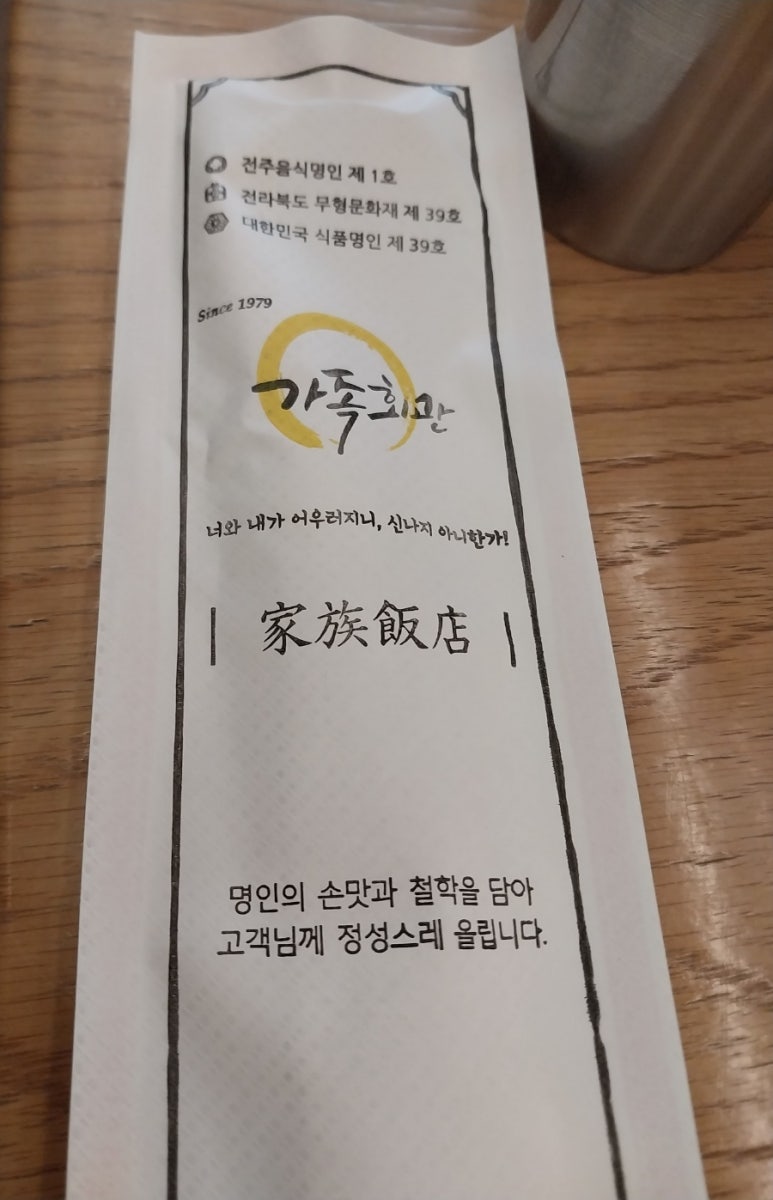 전주음식명인 제 1호
전라북도 무형문화재 제 39호
대한민국 식품명인 제 39호
Since 1979
가족회관
너와 내가 어우러지니, 신나지 아니한가!
家族飯店
명인의 손맛과 철학을 담아
고객님께 정성스레 올립니다.